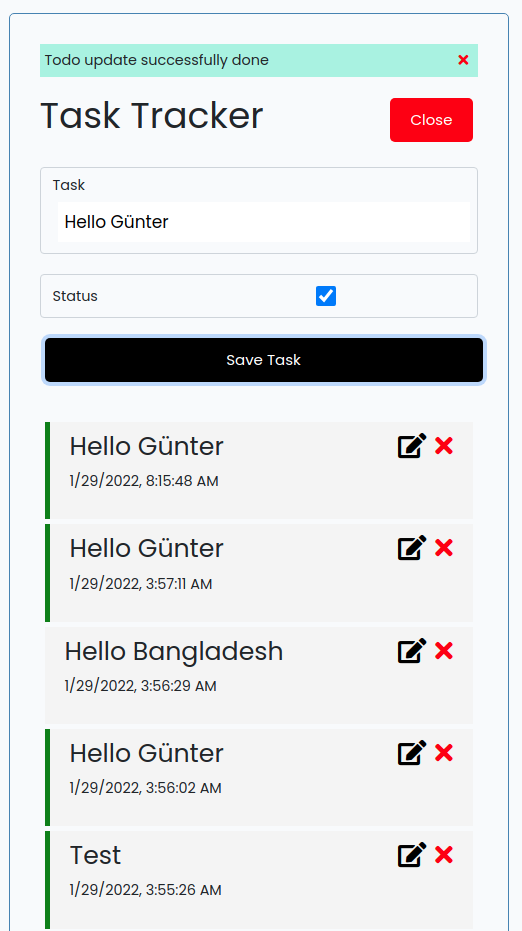 Todo update successfully done
Task Tracker
Close
Task
Hello Günter
Status
Save Task
Hello Günter
1/29/2022, 8:15:48 AM
Hello Günter
1/29/2022, 3:57:11 AM
Hello Bangladesh
1/29/2022, 3:56:29 AM
Hello Günter
1/29/2022, 3:56:02 AM
Test
1/29/2022, 3:55:26 AM